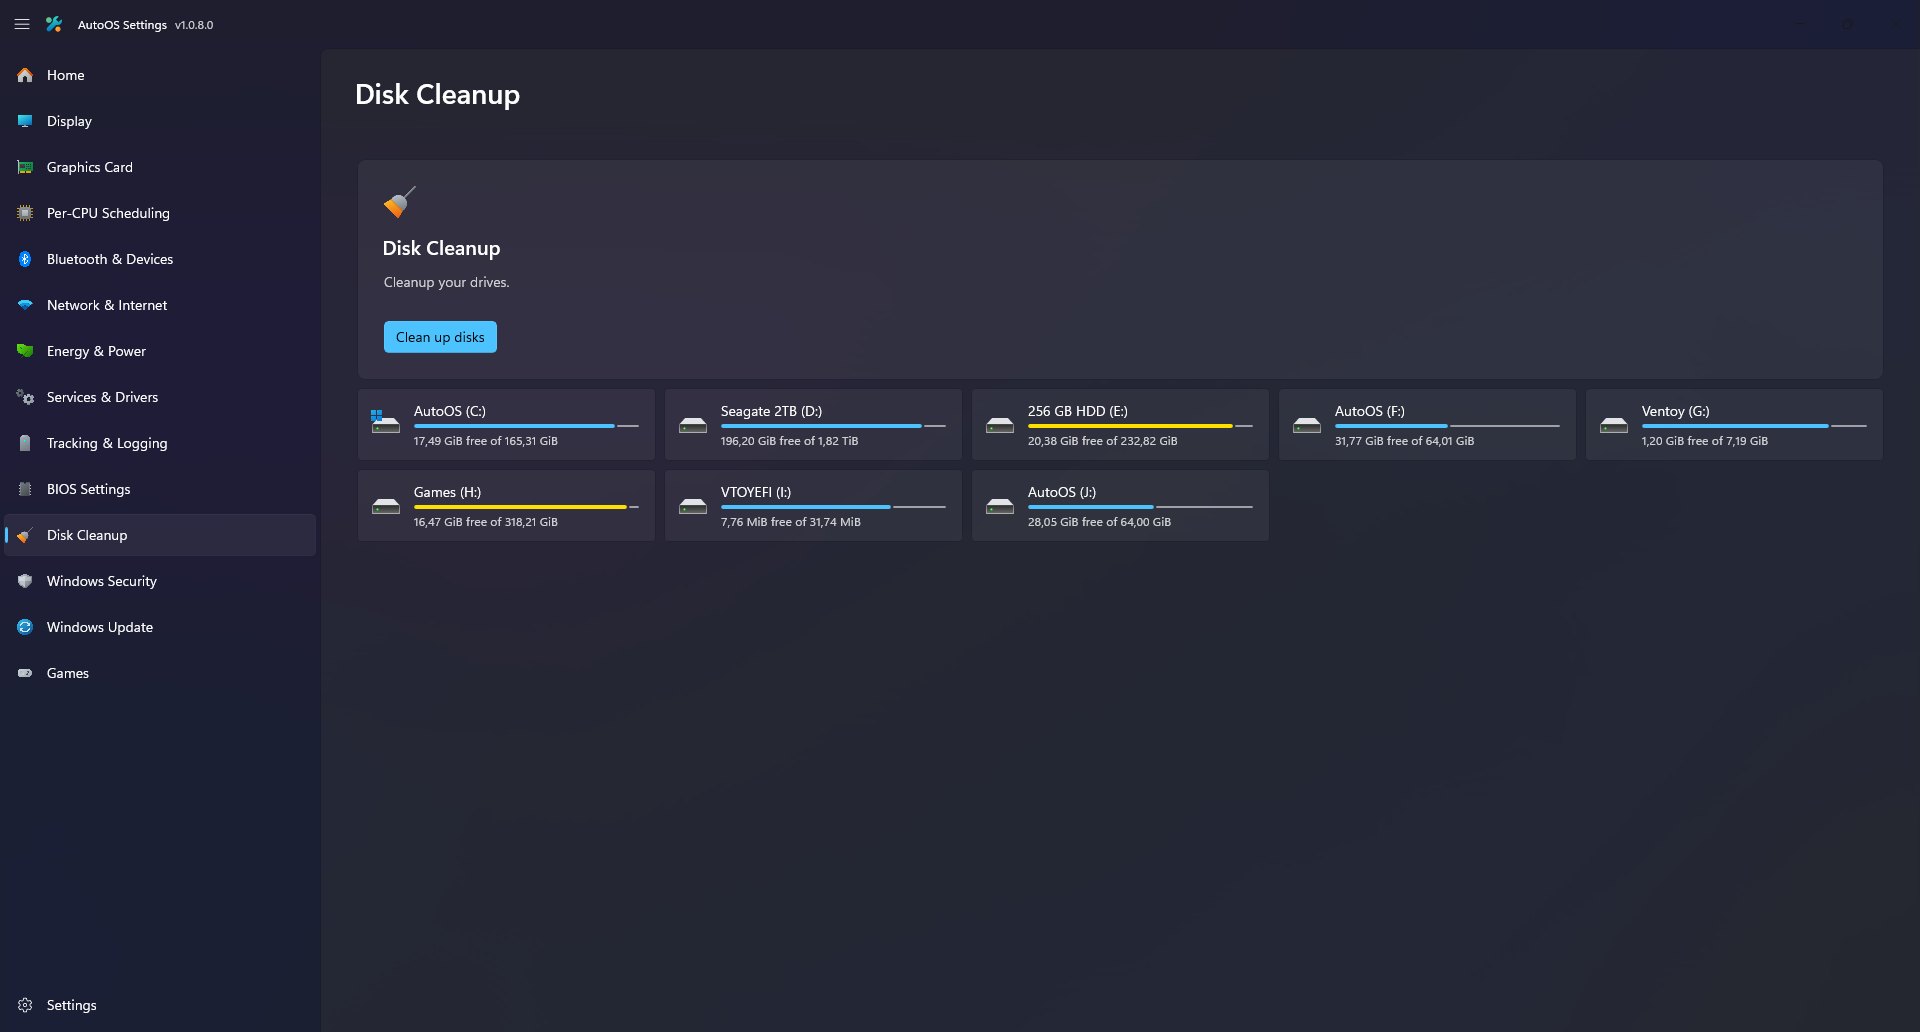 AutoOS Settings v1.0.8.0
Home
Display
Graphics Card
Per-CPU Scheduling
Bluetooth & Devices
Network & Internet
Energy & Power
Services & Drivers
Tracking & Logging
BIOS Settings
Disk Cleanup
Windows Security
Windows Update
Games
Settings
Disk Cleanup
Disk Cleanup
Cleanup your drives.
Clean up disks
AutoOS (C:)
17,49 GiB free of 165,31 GiB
Seagate 2TB (D:)
196,20 GiB free of 1,82 TiB
256 GB HDD (E:)
20,38 GiB free of 232,82 GiB
AutoOS (F:)
31,77 GiB free of 64,01 GiB
Ventoy (G:)
1,20 GiB free of 7,19 GiB
Games (H:)
16,47 GiB free of 318,21 GiB
VTOYEFI (I:)
7,76 MiB free of 31,74 MiB
AutoOS (J:)
28,05 GiB free of 64,00 GiB